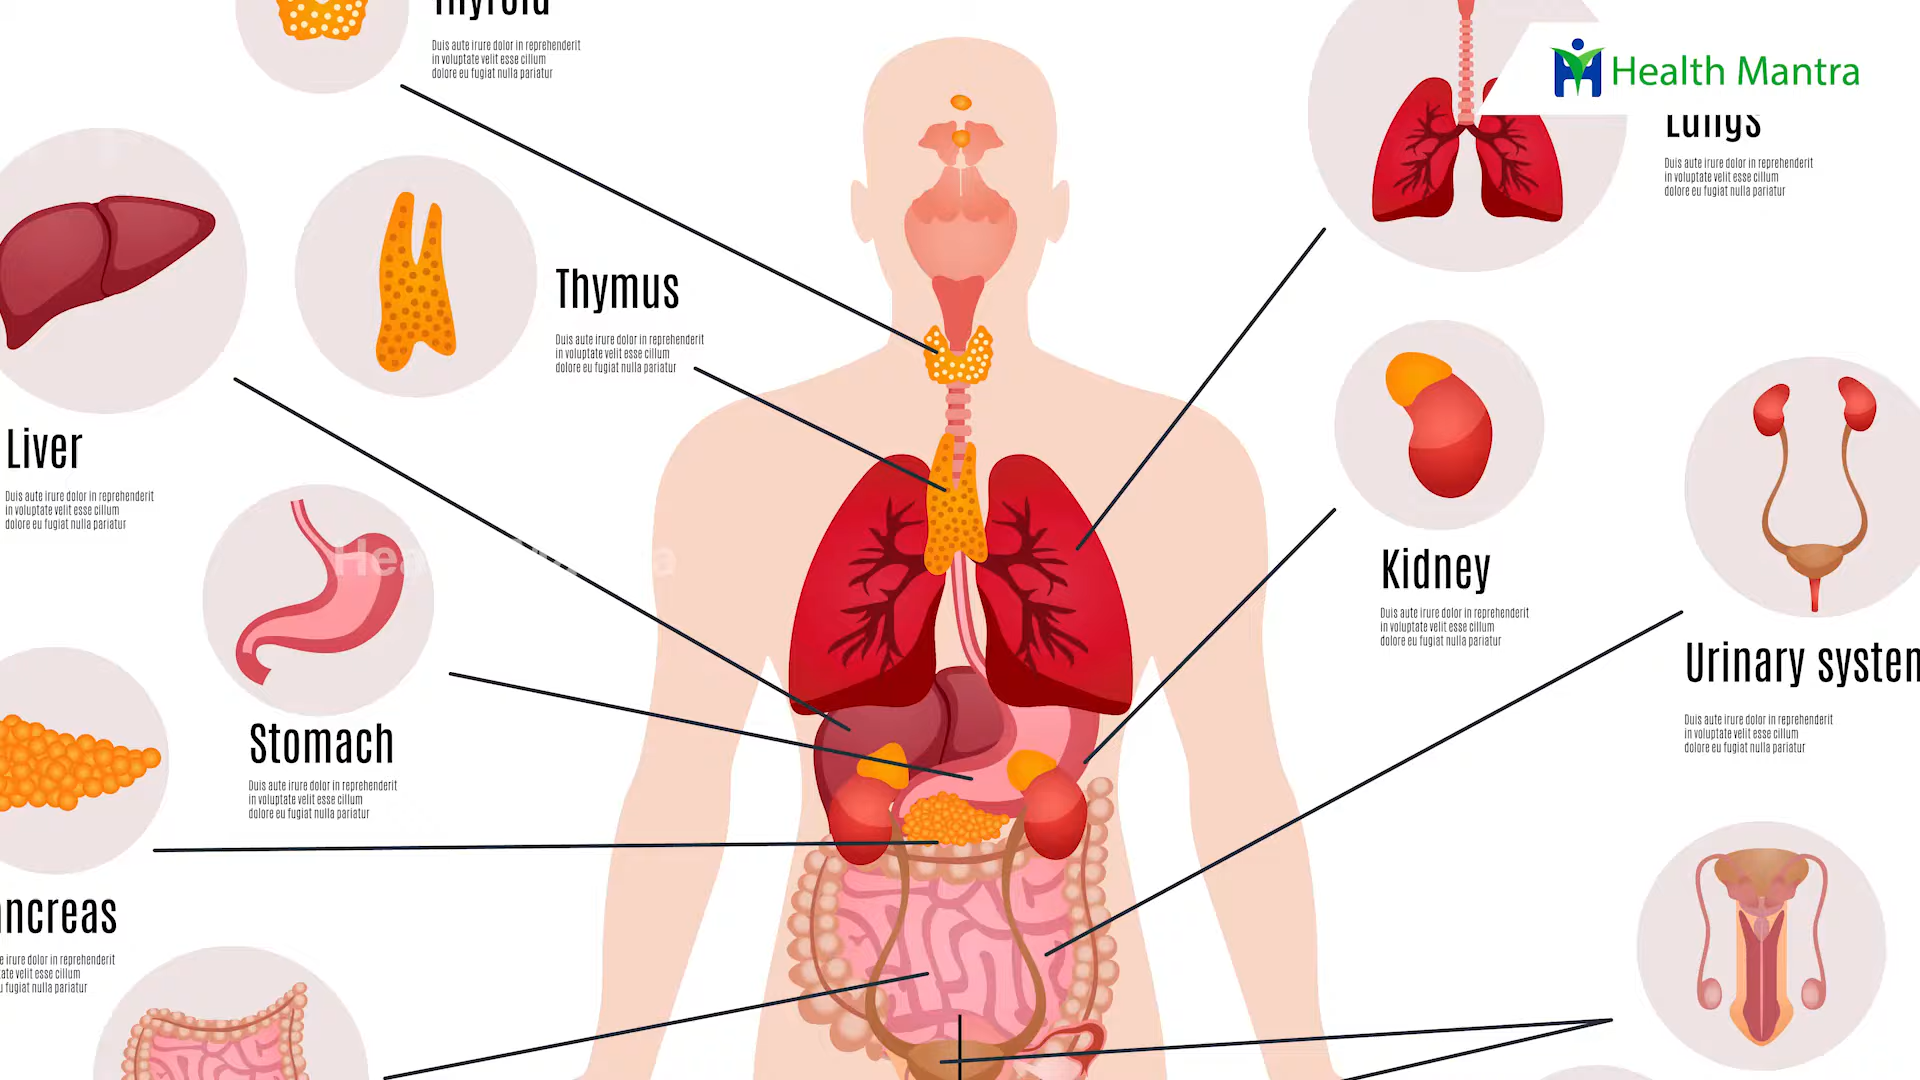 Thyroid
Duis aute irure dolor in reprehenderit
in voluptate velit esse cillum
dolore eu fugiat nulla pariatur
Health Mantra
Lungs
Duis aute irure dolor in reprehenderit
in voluptate velit esse cillum
dolore eu fugiat nulla pariatur
Thymus
Duis aute irure dolor in reprehenderit
in voluptate velit esse cillum
dolore eu fugiat nulla pariatur
Liver
Duis aute irure dolor in reprehenderit
in voluptate velit esse cillum
dolore eu fugiat nulla pariatur
Kidney
Duis aute irure dolor in reprehenderit
in voluptate velit esse cillum
dolore eu fugiat nulla pariatur
Urinary system
Duis aute irure dolor in reprehenderit
in voluptate velit esse cillum
dolore eu fugiat nulla pariatur
Stomach
Duis aute irure dolor in reprehenderit
in voluptate velit esse cillum
dolore eu fugiat nulla pariatur
ancreas
irure dolor in reprehenderit
velit esse cillum
fugiat nulla pariatur